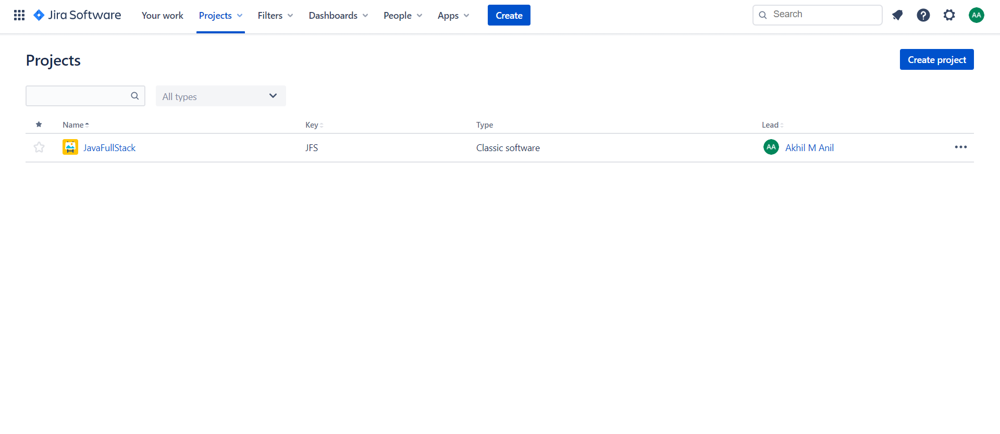 Jira Software Your work Projects Filters Dashboards People Apps Create Search AA
Projects Create project
All types
Name Key Type Lead
JavaFullStack JFS Classic software AA Akhil M Anil